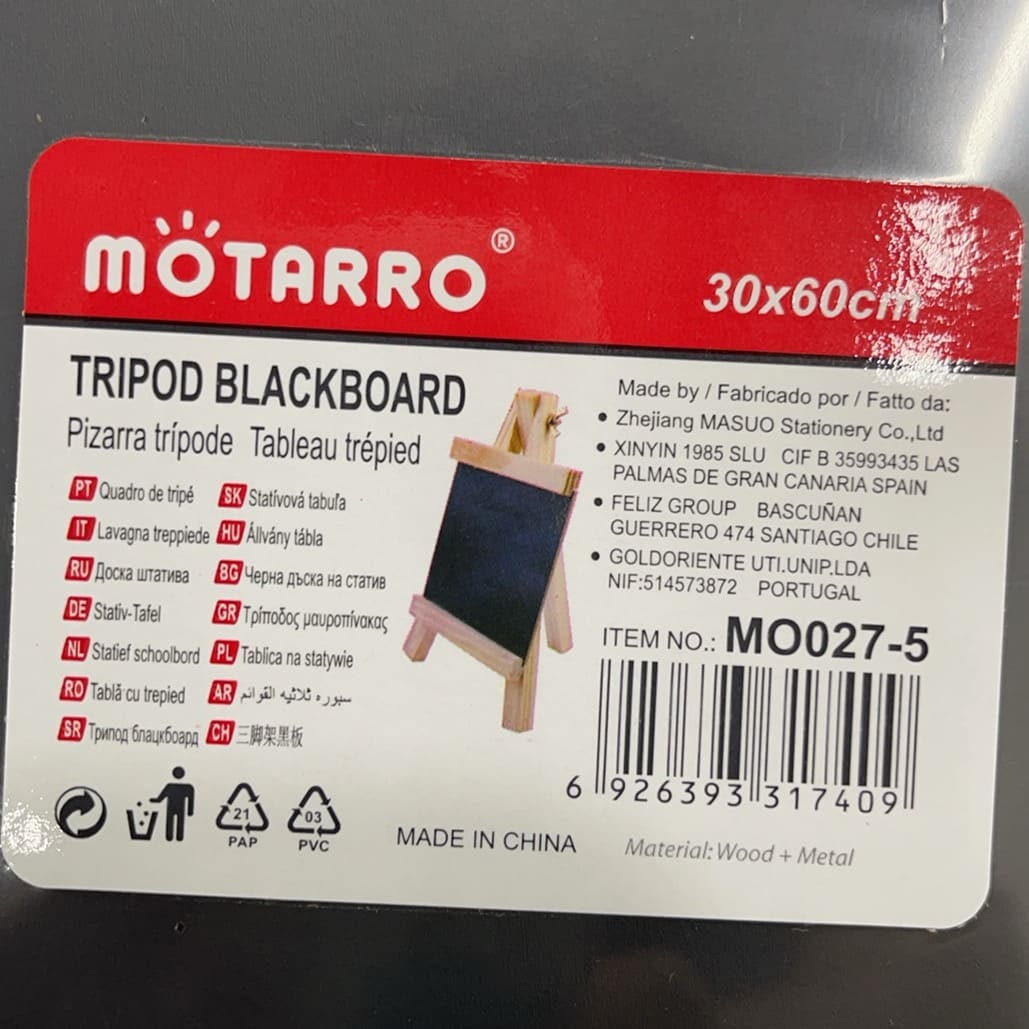 MOTARRO®
30x60cm
TRIPOD BLACKBOARD
Pizarra trípode Tableau trépied
PT Quadro de tripé
SK Statívová tabuľa
IT Lavagna treppiede
HU Állvány tábla
RU Доска штатива
BG Черна дъска на статив
DE Stativ-Tafel
GR Τρίποδος μαυροπίνακας
NL Statief schoolbord
PL Tablica na statywie
RO Tablă cu trepied
AR سبوره ثلاثيه القوائم
SR Трипод блацкбоард
CH 三脚架黑板
Made by / Fabricado por / Fatto da:
• Zhejiang MASUO Stationery Co.,Ltd
• XINYIN 1985 SLU CIF B 35993435 LAS
PALMAS DE GRAN CANARIA SPAIN
• FELIZ GROUP BASCUÑAN
GUERRERO 474 SANTIAGO CHILE
• GOLDORIENTE UTI.UNIP.LDA
NIF:514573872 PORTUGAL
ITEM NO.: MO027-5
6 926393 317409
21
PAP
03
PVC
MADE IN CHINA
Material: Wood + Metal